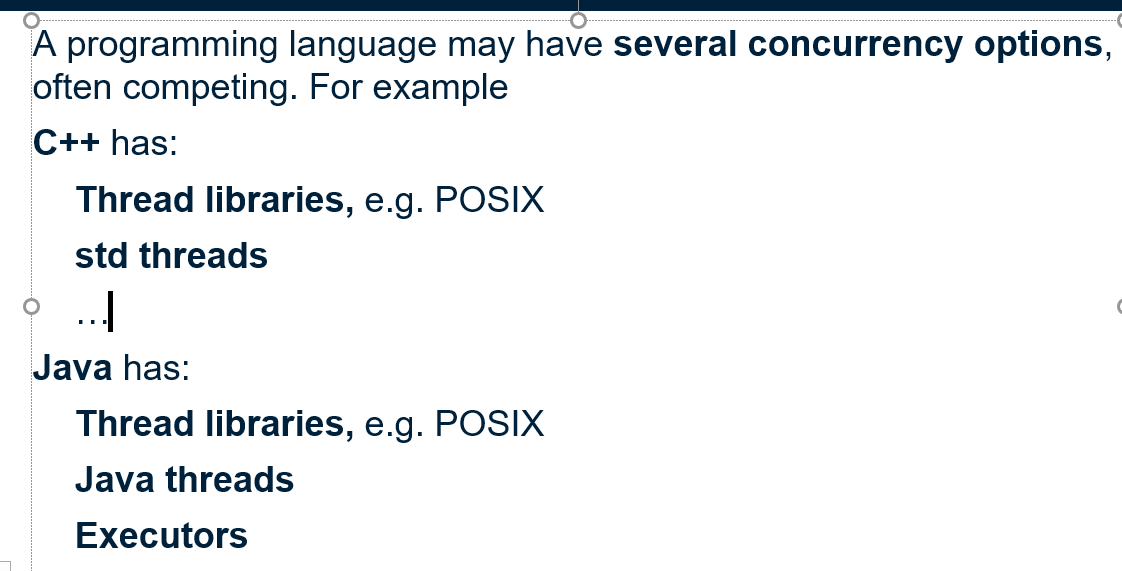 A programming language may have several concurrency options,
often competing. For example
C++ has:
Thread libraries, e.g. POSIX
std threads
…
Java has:
Thread libraries, e.g. POSIX
Java threads
Executors